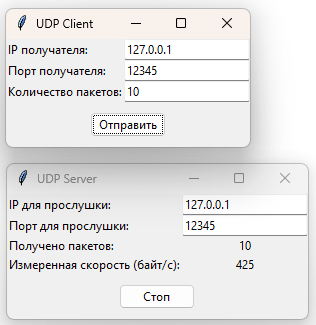 UDP Client
IP получателя: 127.0.0.1
Порт получателя: 12345
Количество пакетов: 10
Отправить
UDP Server
IP для прослушки: 127.0.0.1
Порт для прослушки: 12345
Получено пакетов: 10
Измеренная скорость (байт/с): 425
Стоп